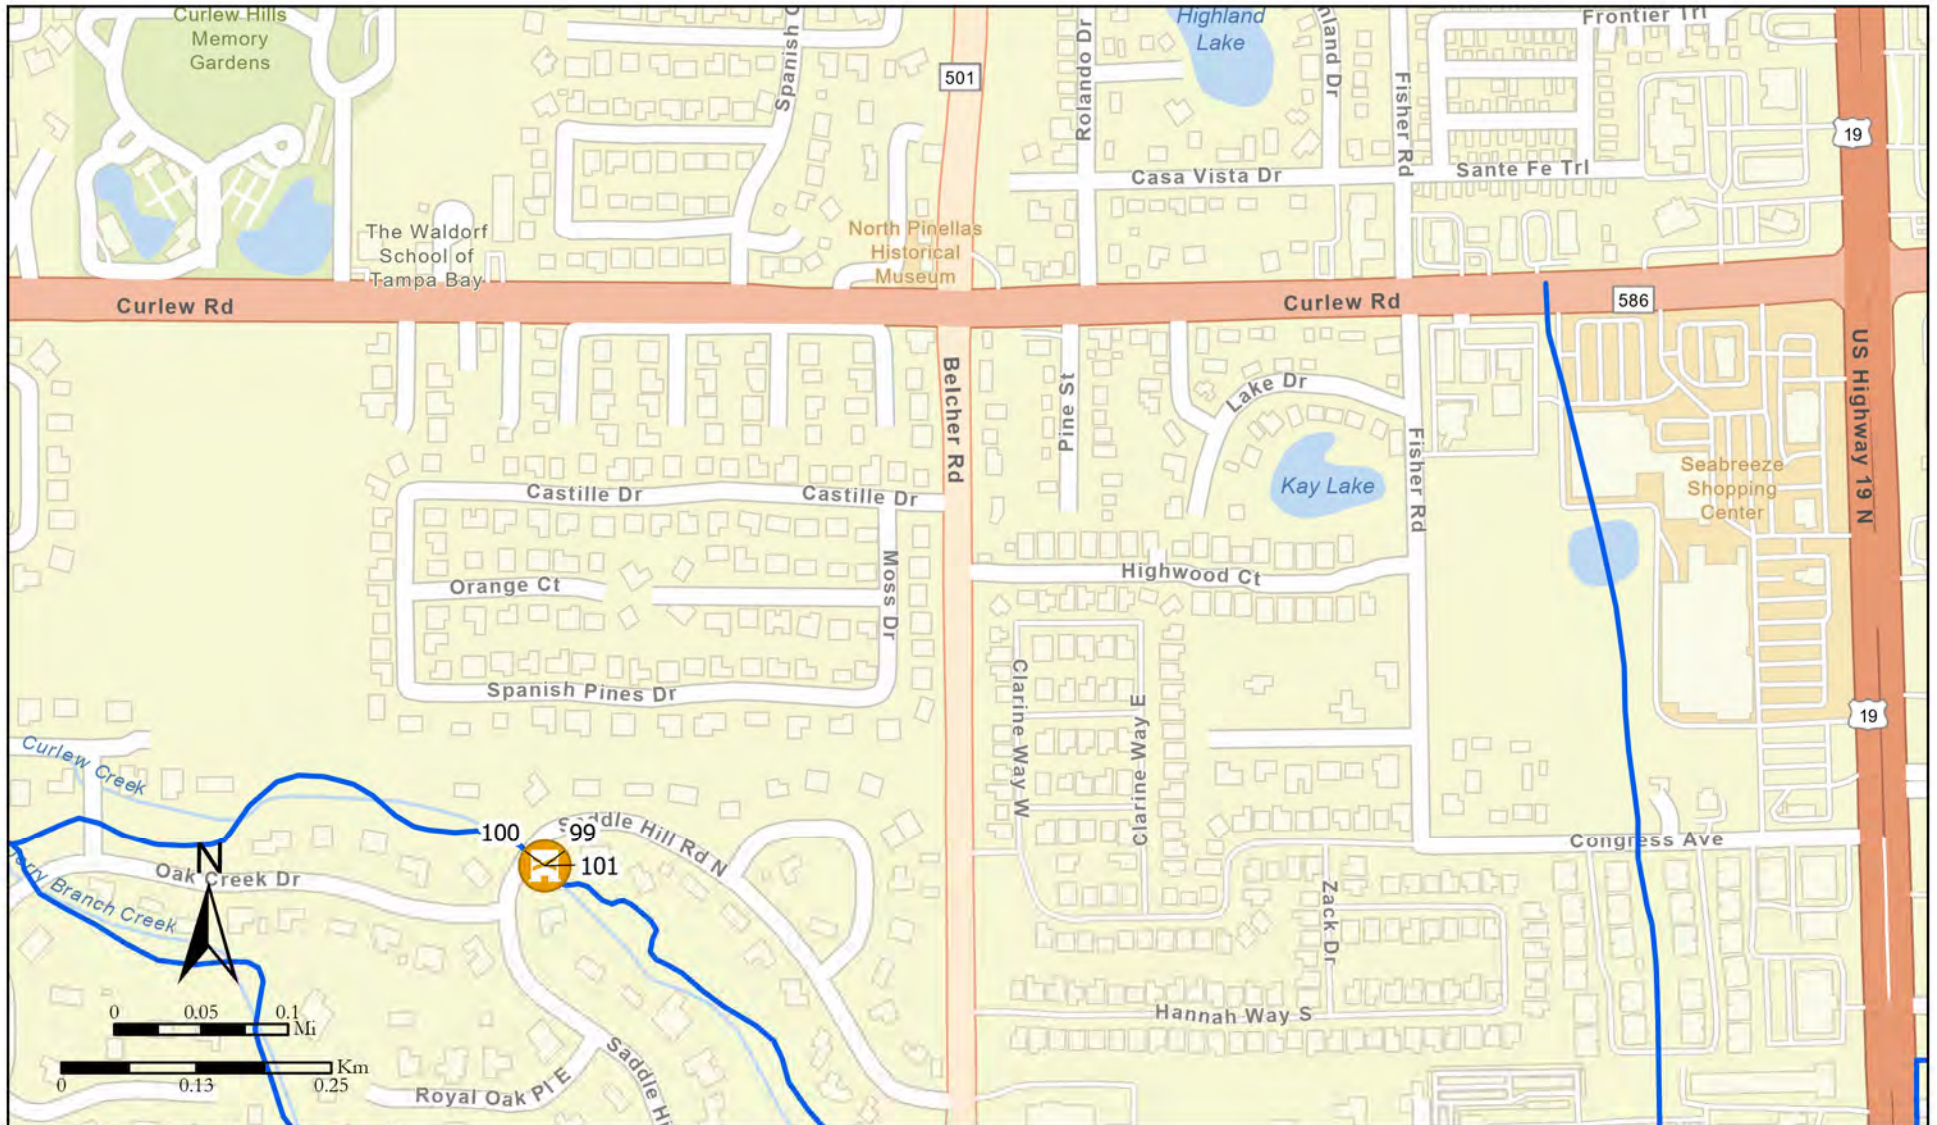 Curlew Hills
Memory
Gardens
Spanish
501
Rolando Dr
Highland
Lake
nland Dr
Fisher Rd
Frontier Trl
19
Casa Vista Dr
Sante Fe Trl
The Waldorf
School of
Tampa Bay
North Pinellas
Historical
Museum
Curlew Rd
Curlew Rd
586
US Highway 19 N
Belcher Rd
Pine St
Lake Dr
Fisher Rd
Kay Lake
Seabreeze
Shopping
Center
Castille Dr
Castille Dr
Moss Dr
Orange Ct
Highwood Ct
Spanish Pines Dr
Clarine Way W
Clarine Way E
19
Curlew Creek
100
99
101
Saddle Hill Rd N
Congress Ave
Oak Creek Dr
Jerry Branch Creek
N
Zack Dr
0 0.05 0.1
Mi
Hannah Way S
Km
0 0.13 0.25
Royal Oak Pl E
Saddle Hi